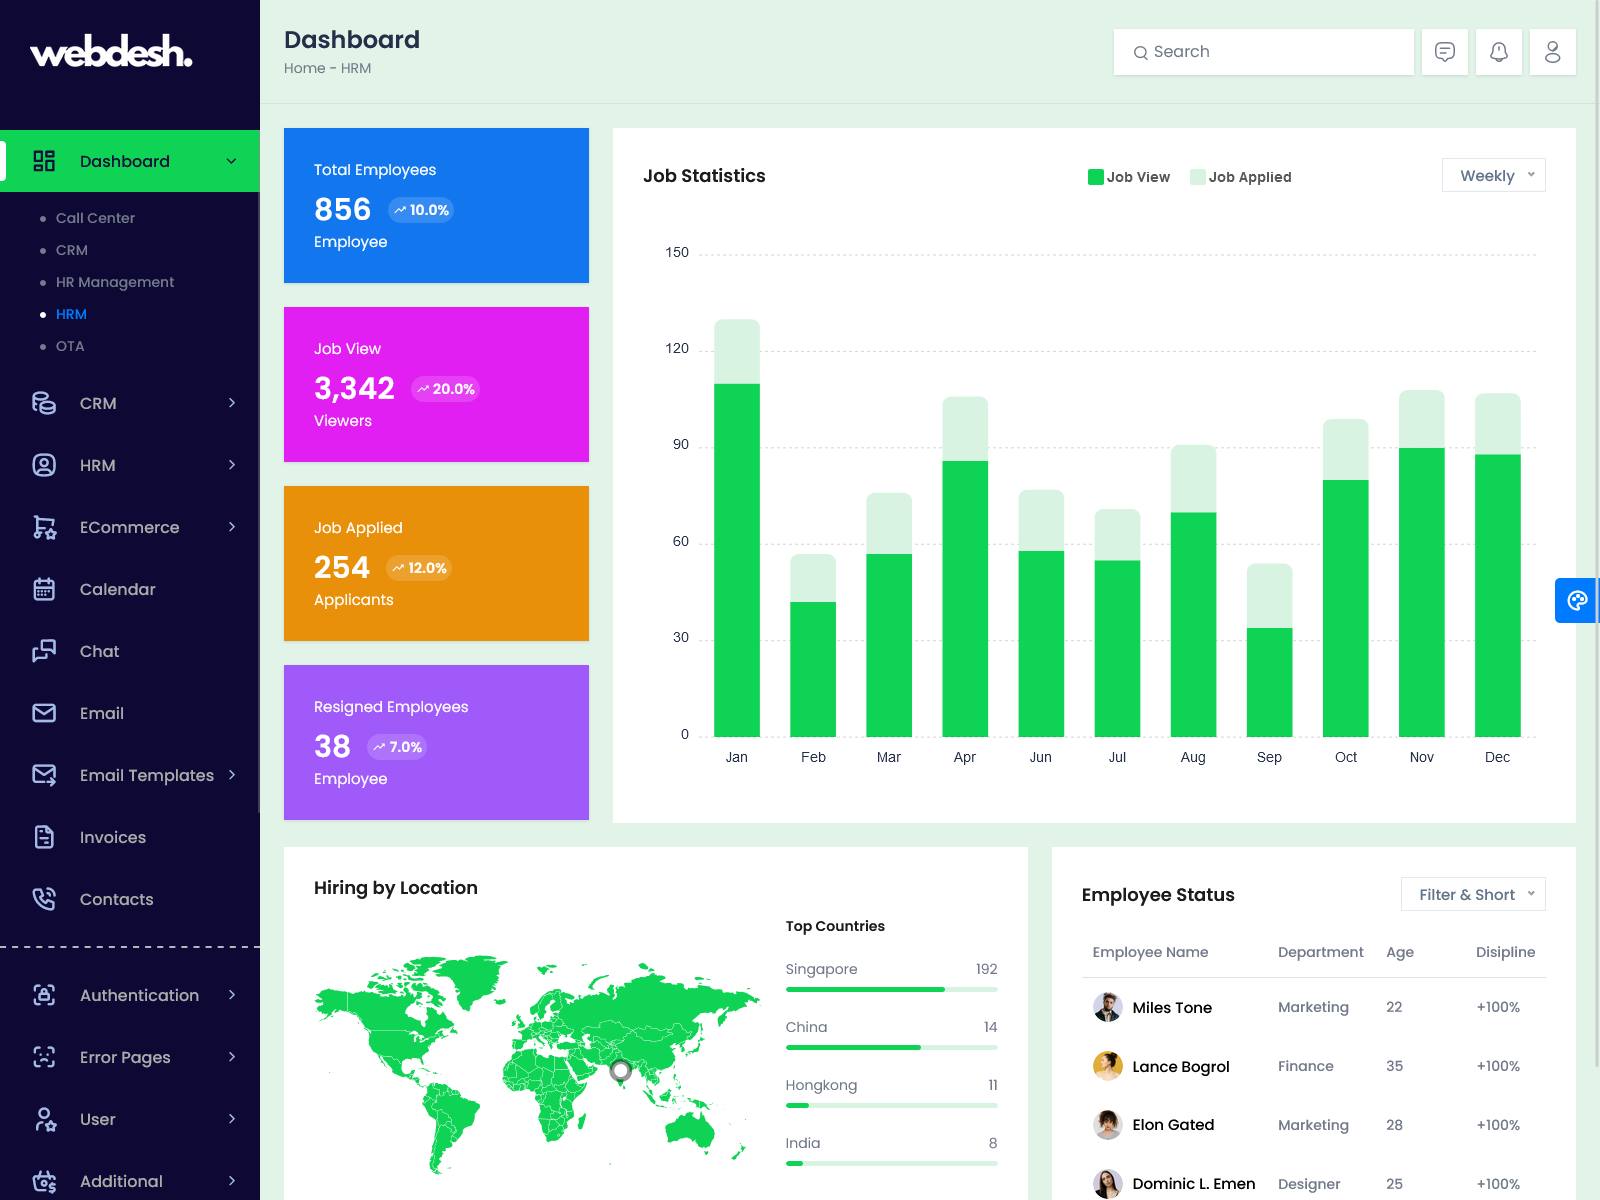 webdesh.
Dashboard
Call Center
CRM
HR Management
HRM
OTA
CRM
HRM
ECommerce
Calendar
Chat
Email
Email Templates
Invoices
Contacts
Authentication
Error Pages
User
Additional
Dashboard
Home - HRM
Search
Total Employees
856 10.0%
Employee
Job View
3,342 20.0%
Viewers
Job Applied
254 12.0%
Applicants
Resigned Employees
38 7.0%
Employee
Job Statistics
Job View Job Applied
Weekly
150
120
90
60
30
0
Jan Feb Mar Apr Jun Jul Aug Sep Oct Nov Dec
Hiring by Location
Top Countries
Singapore 192
China 14
Hongkong 11
India 8
Employee Status
Filter & Short
Employee Name Department Age Disipline
Miles Tone Marketing 22 +100%
Lance Bogrol Finance 35 +100%
Elon Gated Marketing 28 +100%
Dominic L. Emen Designer 25 +100%